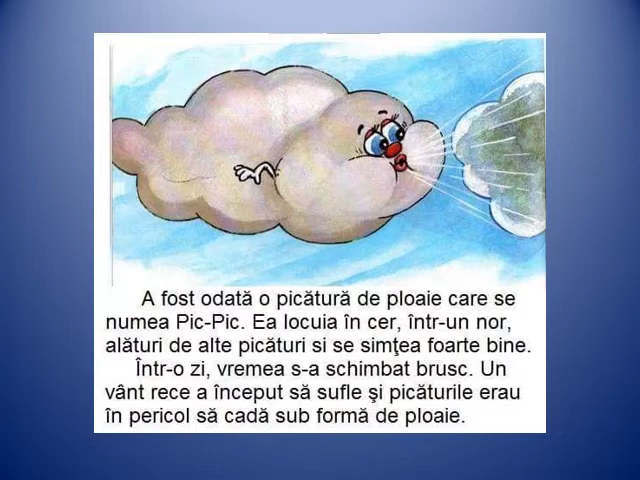 A fost odată o picătură de ploaie care se
numea Pic-Pic. Ea locuia în cer, într-un nor,
alături de alte picături si se simţea foarte bine.
Într-o zi, vremea s-a schimbat brusc. Un
vânt rece a început să sufle şi picăturile erau
în pericol să cadă sub formă de ploaie.